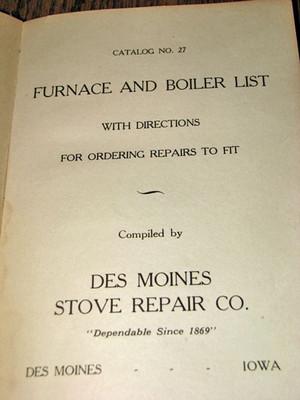 CATALOG NO. 27
FURNACE AND BOILER LIST
WITH DIRECTIONS
FOR ORDERING REPAIRS TO FIT
Compiled by
DES MOINES
STOVE REPAIR CO.
"Dependable Since 1869"
DES MOINES - - - IOWA